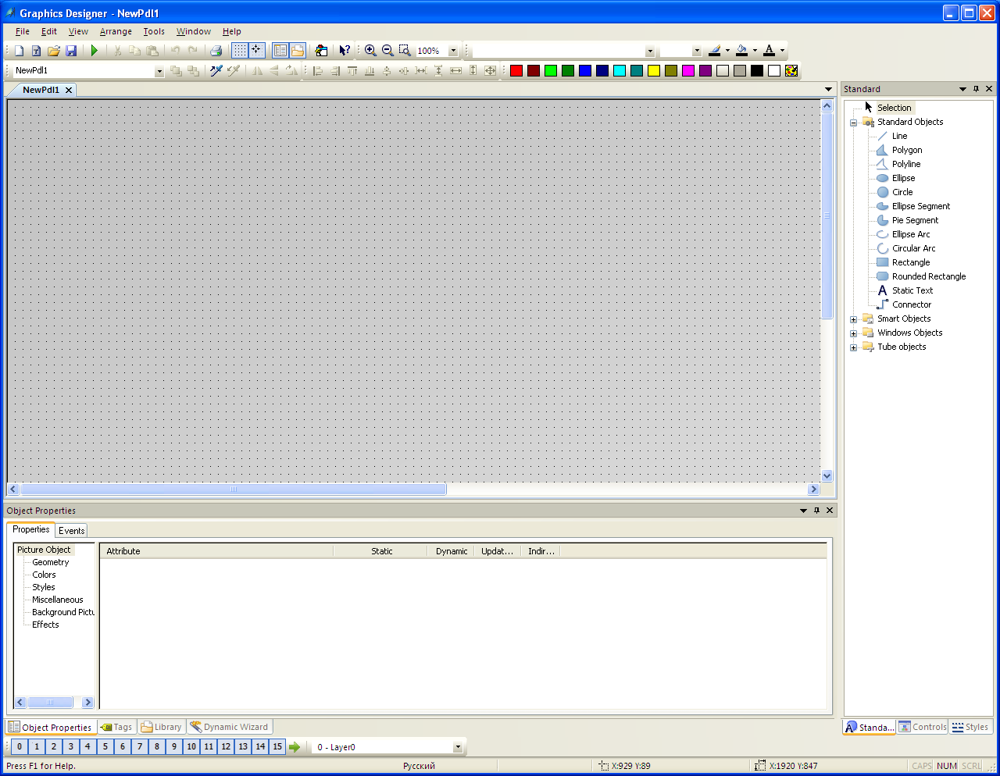 Graphics Designer - NewPdl1
File Edit View Arrange Tools Window Help
100%
NewPdl1
NewPdl1
Standard
Selection
Standard Objects
Line
Polygon
Polyline
Ellipse
Circle
Ellipse Segment
Pie Segment
Ellipse Arc
Circular Arc
Rectangle
Rounded Rectangle
Static Text
Connector
Smart Objects
Windows Objects
Tube objects
Object Properties
Properties Events
Picture Object
Geometry
Colors
Styles
Miscellaneous
Background Pictu
Effects
Attribute Static Dynamic Updat... Indir...
Object Properties Tags Library Dynamic Wizard
Standa... Controls Styles
0 1 2 3 4 5 6 7 8 9 10 11 12 13 14 15 0 - Layer0
Press F1 for Help. Русский X:929 Y:89 X:1920 Y:847 CAPS NUM SCRL